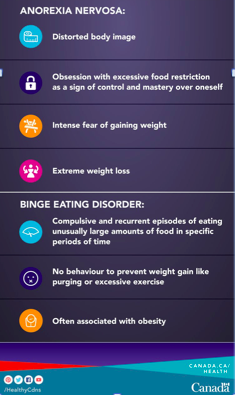 ANOREXIA NERVOSA:
Distorted body image
Obsession with excessive food restriction
as a sign of control and mastery over oneself
Intense fear of gaining weight
Extreme weight loss
BINGE EATING DISORDER:
Compulsive and recurrent episodes of eating
unusually large amounts of food in specific
periods of time
No behaviour to prevent weight gain like
purging or excessive exercise
Often associated with obesity
CANADA.CA/
HEALTH
/HealthyCdns
Canada